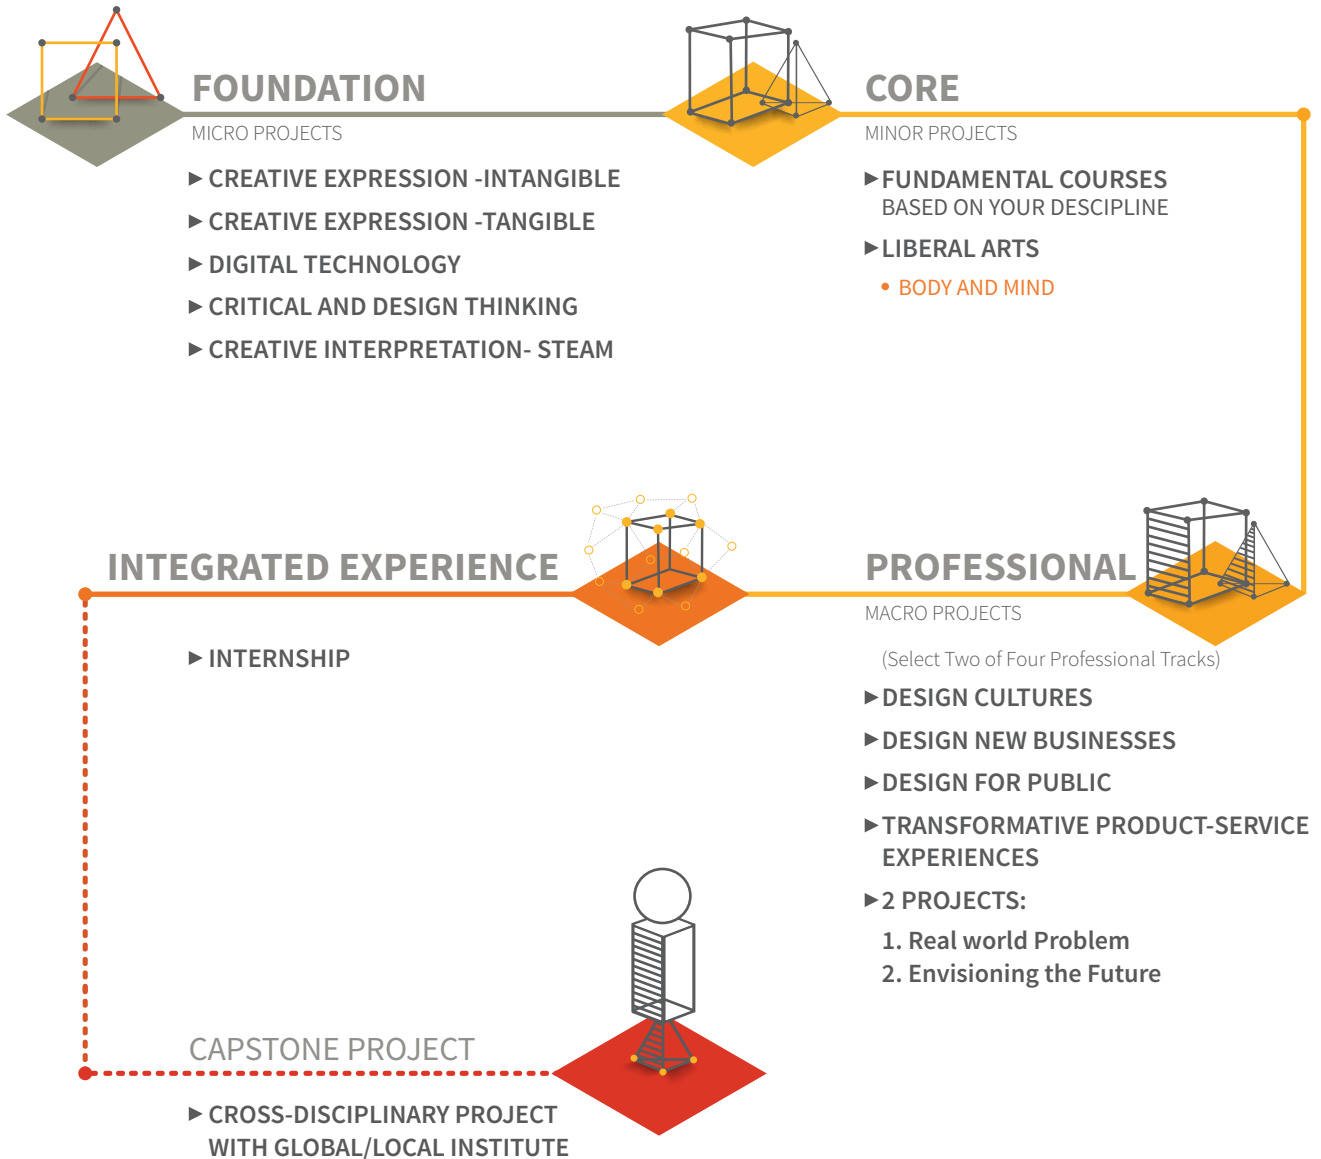 FOUNDATION
MICRO PROJECTS
► CREATIVE EXPRESSION -INTANGIBLE
► CREATIVE EXPRESSION -TANGIBLE
► DIGITAL TECHNOLOGY
► CRITICAL AND DESIGN THINKING
► CREATIVE INTERPRETATION- STEAM
CORE
MINOR PROJECTS
► FUNDAMENTAL COURSES
BASED ON YOUR DESCIPLINE
► LIBERAL ARTS
• BODY AND MIND
PROFESSIONAL
MACRO PROJECTS
(Select Two of Four Professional Tracks)
► DESIGN CULTURES
► DESIGN NEW BUSINESSES
► DESIGN FOR PUBLIC
► TRANSFORMATIVE PRODUCT-SERVICE
EXPERIENCES
► 2 PROJECTS:
1. Real world Problem
2. Envisioning the Future
INTEGRATED EXPERIENCE
► INTERNSHIP
CAPSTONE PROJECT
► CROSS-DISCIPLINARY PROJECT
WITH GLOBAL/LOCAL INSTITUTE